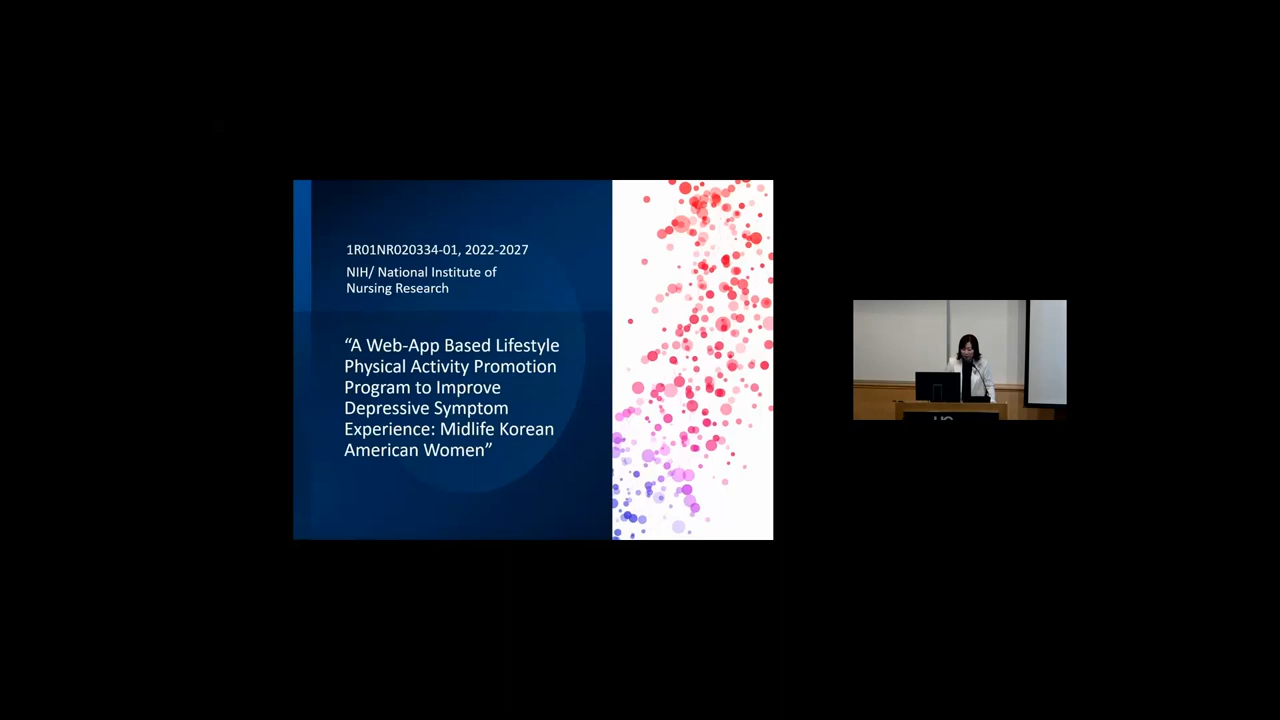 1R01NR020334-01, 2022-2027
NIH/ National Institute of
Nursing Research
“A Web-App Based Lifestyle
Physical Activity Promotion
Program to Improve
Depressive Symptom
Experience: Midlife Korean
American Women”